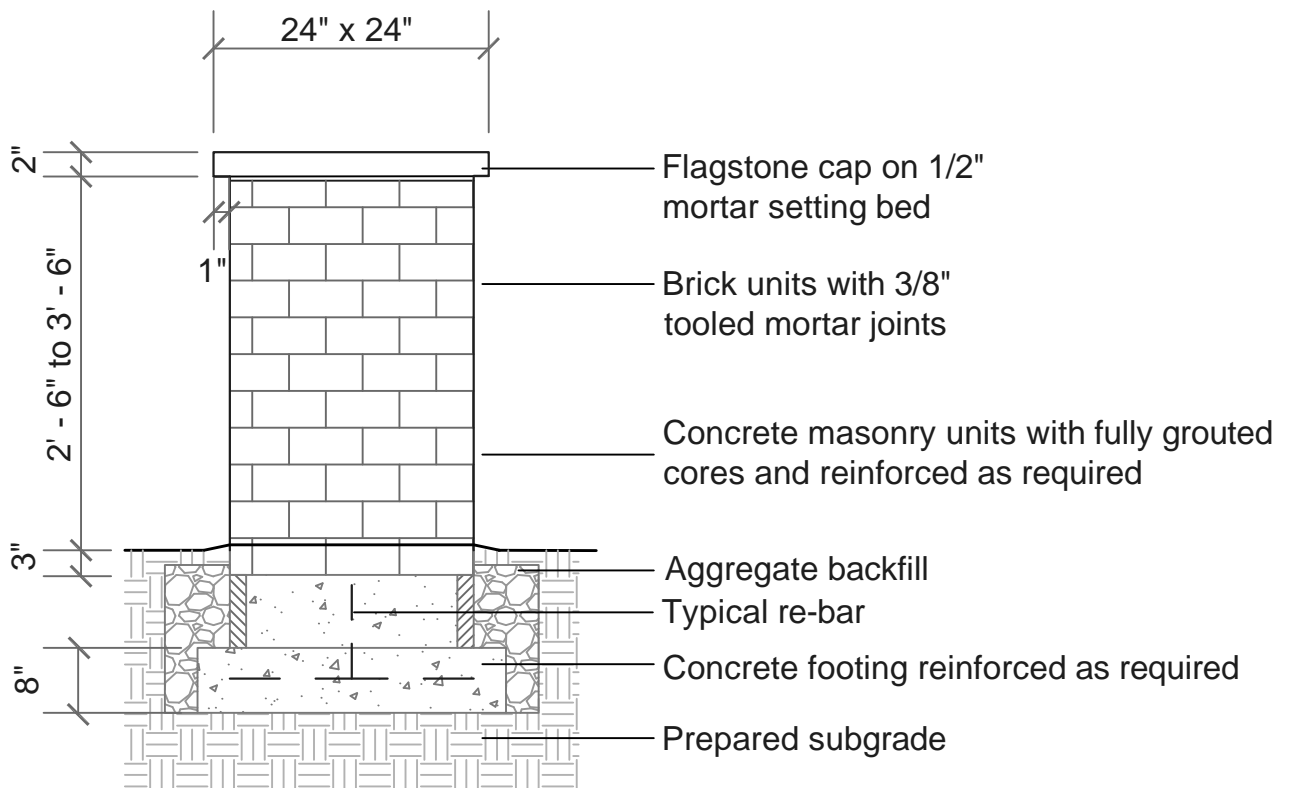 24" x 24"
2"
Flagstone cap on 1/2"
mortar setting bed
1"
2' - 6" to 3' - 6"
Brick units with 3/8"
tooled mortar joints
Concrete masonry units with fully grouted
cores and reinforced as required
3"
Aggregate backfill
Typical re-bar
8"
Concrete footing reinforced as required
Prepared subgrade